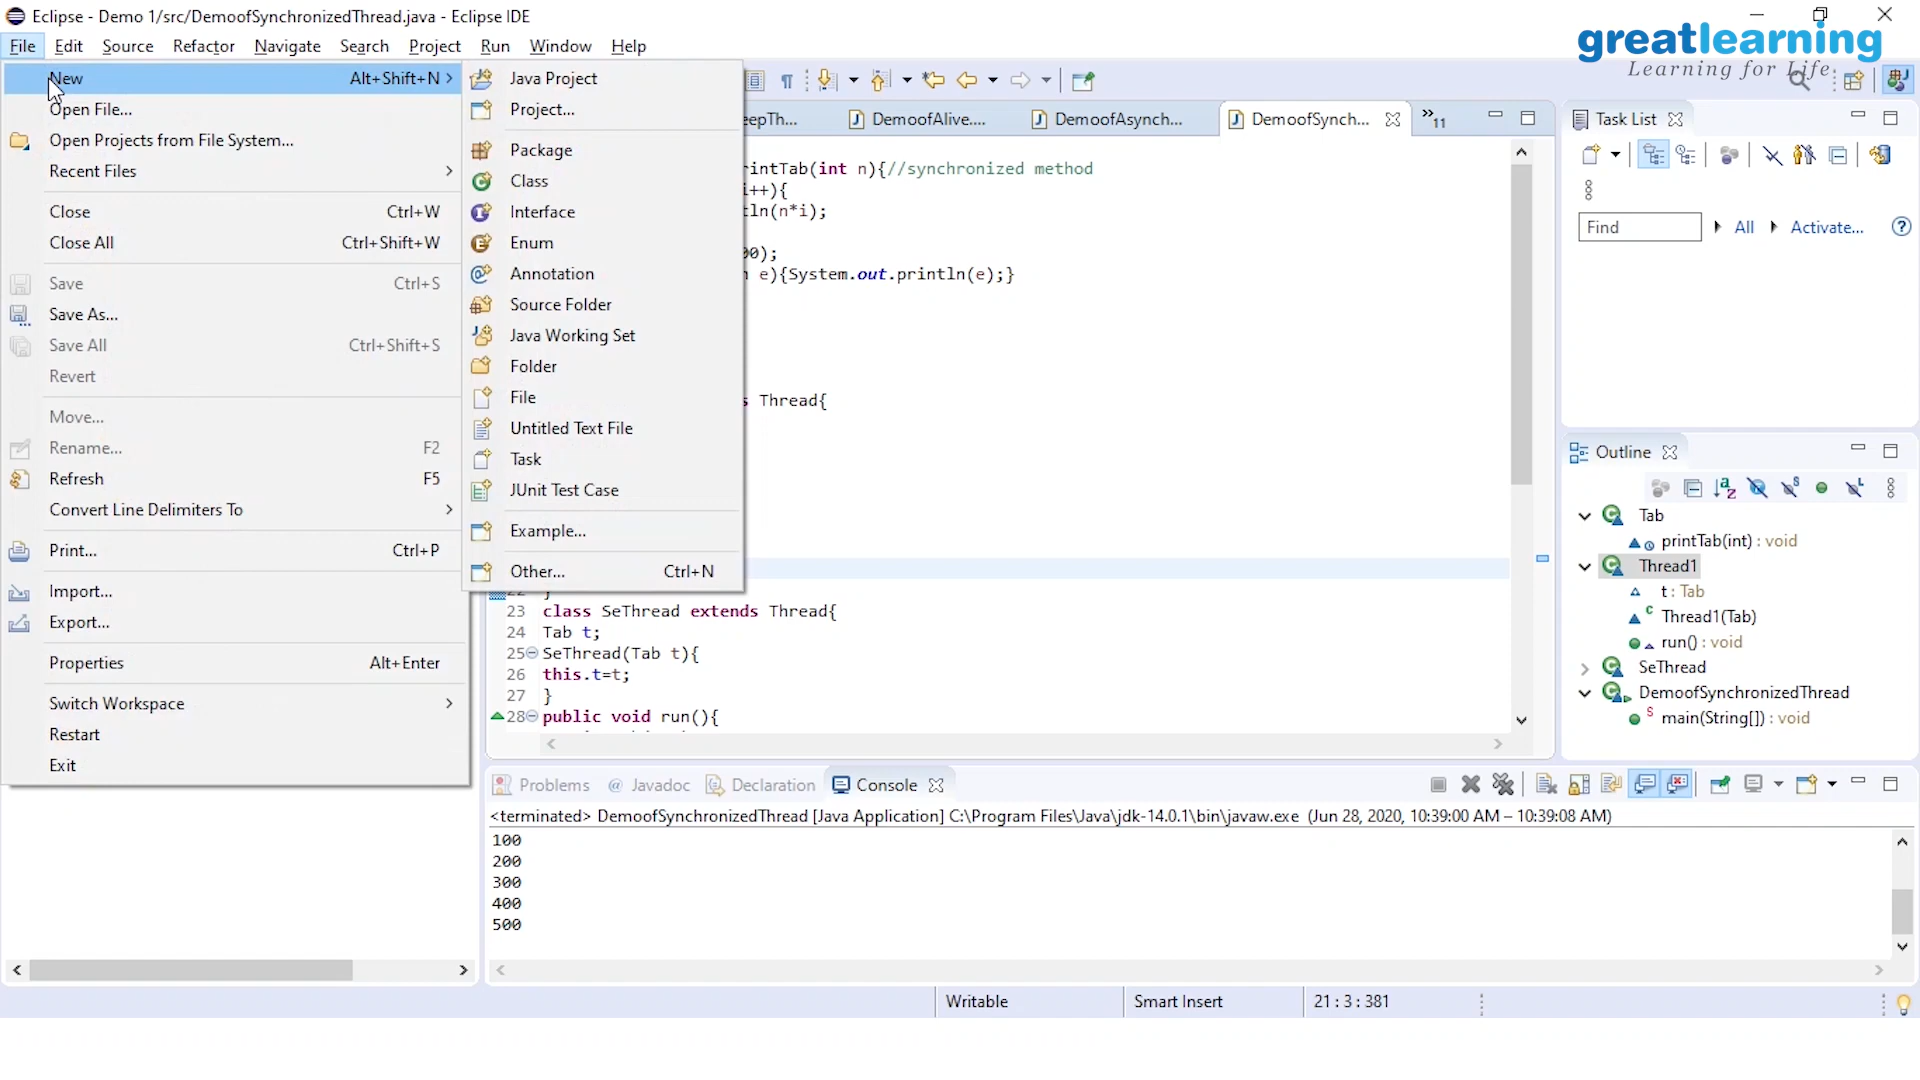 Eclipse - Demo 1/src/DemoofSynchronizedThread.java - Eclipse IDE
greatlearning
Learning for Life
File Edit Source Refactor Navigate Search Project Run Window Help
New Alt+Shift+N
Open File...
Open Projects from File System...
Recent Files
Close Ctrl+W
Close All Ctrl+Shift+W
Save Ctrl+S
Save As...
Save All Ctrl+Shift+S
Revert
Move...
Rename... F2
Refresh F5
Convert Line Delimiters To
Print... Ctrl+P
Import...
Export...
Properties Alt+Enter
Switch Workspace
Restart
Exit
Java Project
Project...
Package
Class
Interface
Enum
Annotation
Source Folder
Java Working Set
Folder
File
Untitled Text File
Task
JUnit Test Case
Example...
Other... Ctrl+N
eepTh... DemoofAlive.... DemoofAsynch... DemoofSynch... 11
rintTab(int n){//synchronized method
i++){
ln(n*i);
00);
e){System.out.println(e);}
s Thread{
22 }
23 class SeThread extends Thread{
24 Tab t;
25 SeThread(Tab t){
26 this.t=t;
27 }
28 public void run(){
Task List
Find All Activate...
Outline
Tab
printTab(int) : void
Thread1
t : Tab
Thread1(Tab)
run() : void
SeThread
DemoofSynchronizedThread
main(String[]) : void
Problems Javadoc Declaration Console
<terminated> DemoofSynchronizedThread [Java Application] C:\Program Files\Java\jdk-14.0.1\bin\javaw.exe (Jun 28, 2020, 10:39:00 AM – 10:39:08 AM)
100
200
300
400
500
Writable Smart Insert 21 : 3 : 381